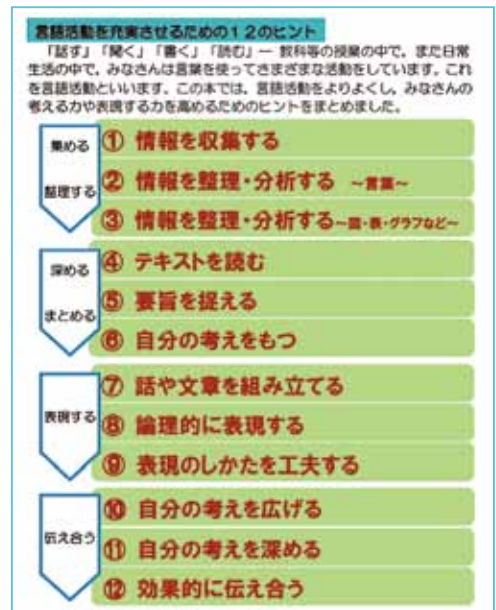 言語活動を充実させるための12のヒント
「話す」「聞く」「書く」「読む」― 教科等の授業の中で、また日常
生活の中で、みなさんは言葉を使ってさまざまな活動をしています。これ
を言語活動といいます。この本では、言語活動をよりよくし、みなさんの
考える力や表現する力を高めるためのヒントをまとめました。
集める
整理する
① 情報を収集する
② 情報を整理・分析する ～言葉～
③ 情報を整理・分析する～図・表・グラフなど～
深める
まとめる
④ テキストを読む
⑤ 要旨を捉える
⑥ 自分の考えをもつ
表現する
⑦ 話や文章を組み立てる
⑧ 論理的に表現する
⑨ 表現のしかたを工夫する
伝え合う
⑩ 自分の考えを広げる
⑪ 自分の考えを深める
⑫ 効果的に伝え合う